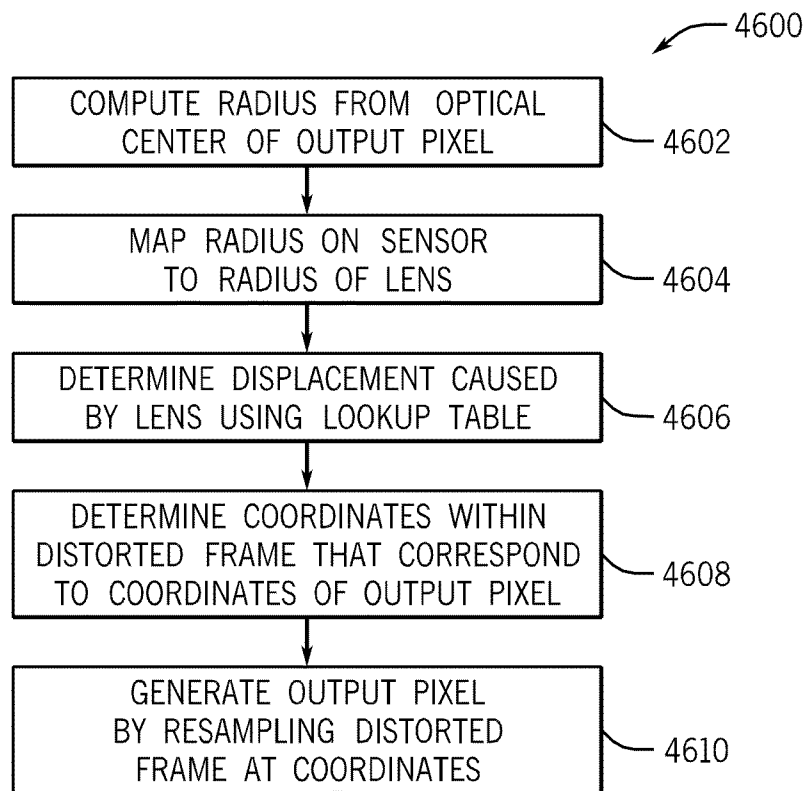 4600
COMPUTE RADIUS FROM OPTICAL
CENTER OF OUTPUT PIXEL
4602
MAP RADIUS ON SENSOR
TO RADIUS OF LENS
4604
DETERMINE DISPLACEMENT CAUSED
BY LENS USING LOOKUP TABLE
4606
DETERMINE COORDINATES WITHIN
DISTORTED FRAME THAT CORRESPOND
TO COORDINATES OF OUTPUT PIXEL
4608
GENERATE OUTPUT PIXEL
BY RESAMPLING DISTORTED
FRAME AT COORDINATES
4610